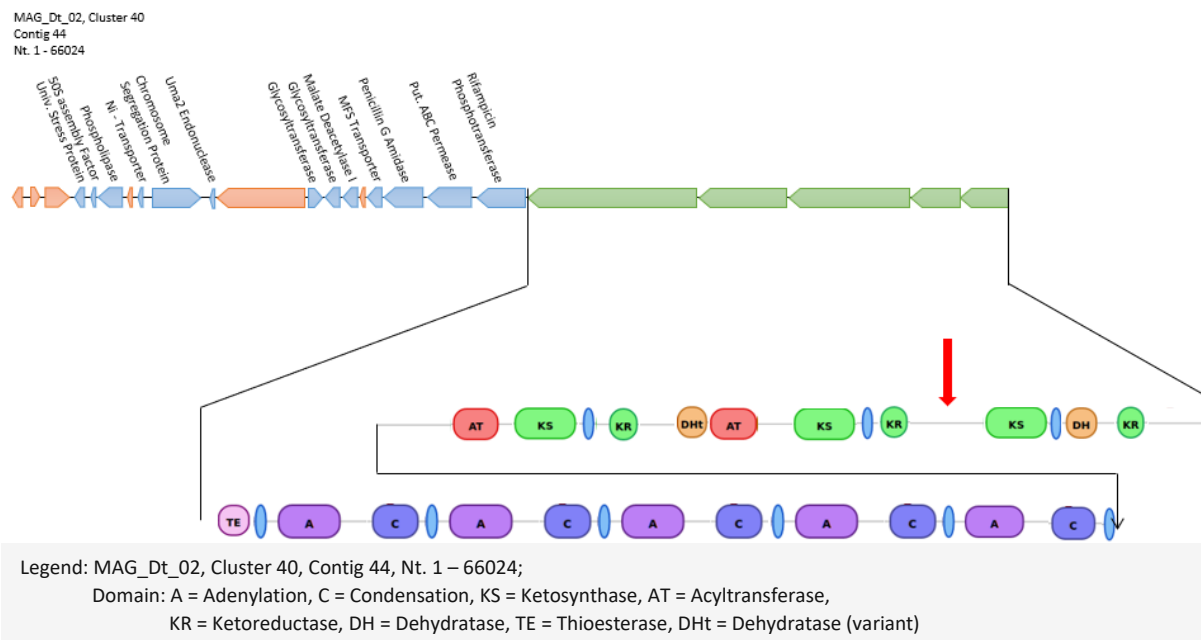 MAG_Dt_02, Cluster 40
Contig 44
Nt. 1 - 66024
Univ. Stress Protein
50S assembly Factor
Phospholipase
Ni - Transporter
Segregation Protein
Chromosome
Uma2 Endonuclease
Glycosyltransferase
Glycosyltransferase
Malate Deacetylase I
MFS Transporter
Penicillin G Amidase
Put. ABC Permease
Phosphotransferase
Rifampicin
AT KS KR DHt AT KS KR KS DH KR
TE A C A C A C A C A C
Legend: MAG_Dt_02, Cluster 40, Contig 44, Nt. 1 – 66024;
Domain: A = Adenylation, C = Condensation, KS = Ketosynthase, AT = Acyltransferase,
KR = Ketoreductase, DH = Dehydratase, TE = Thioesterase, DHt = Dehydratase (variant)